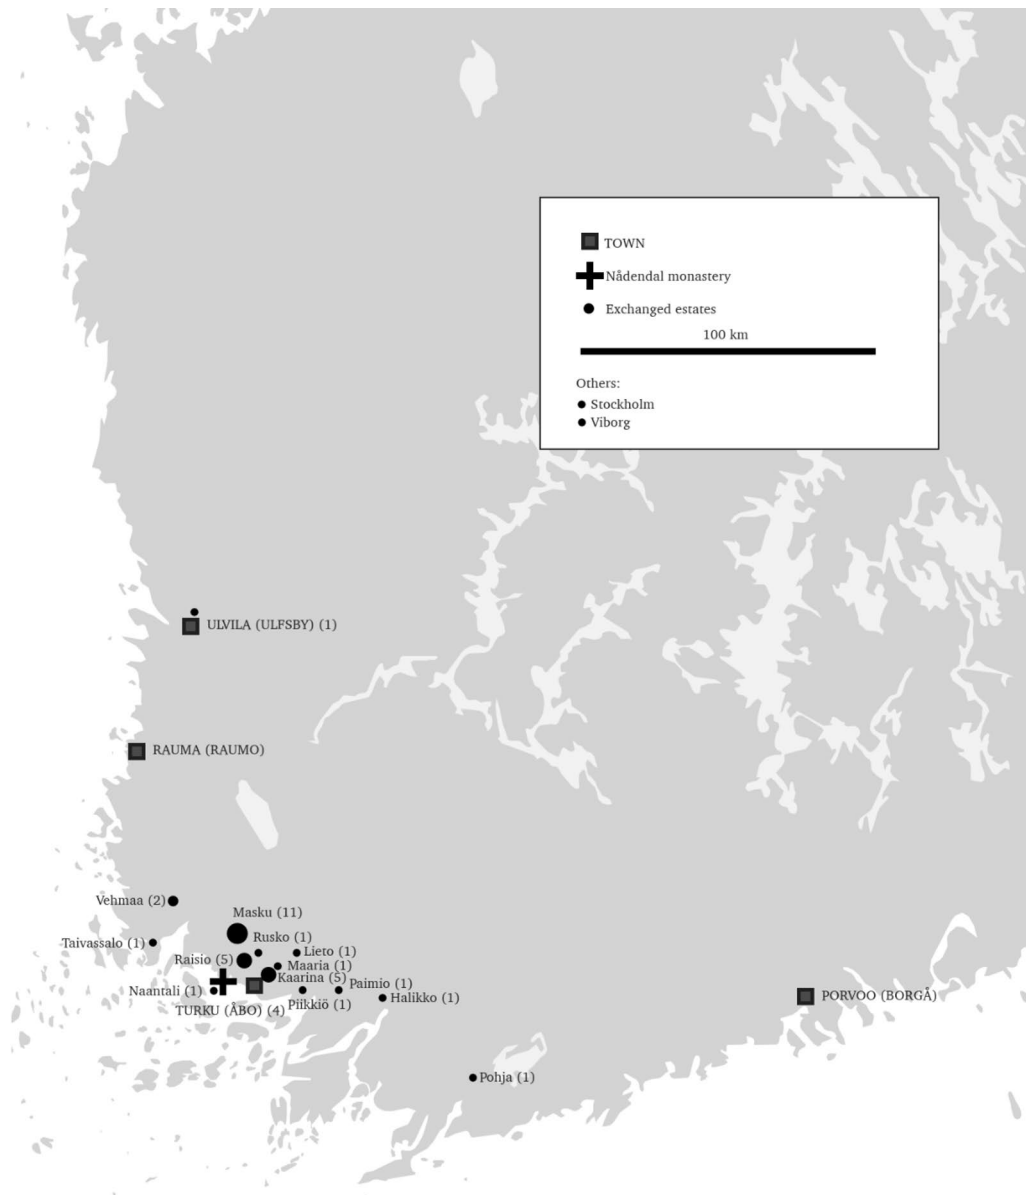 TOWN
Nådendal monastery
Exchanged estates
100 km
Others:
Stockholm
Viborg
ULVILA (ULFSBY) (1)
RAUMA (RAUMO)
Vehmaa (2)
Masku (11)
Rusko (1)
Taivassalo (1)
Lieto (1)
Raisio (5)
Maaria (1)
Kaarina (5)
Paimio (1)
Naantali (1)
Halikko (1)
PORVOO (BORGÅ)
Piikkiö (1)
TURKU (ÅBO) (4)
Pohja (1)